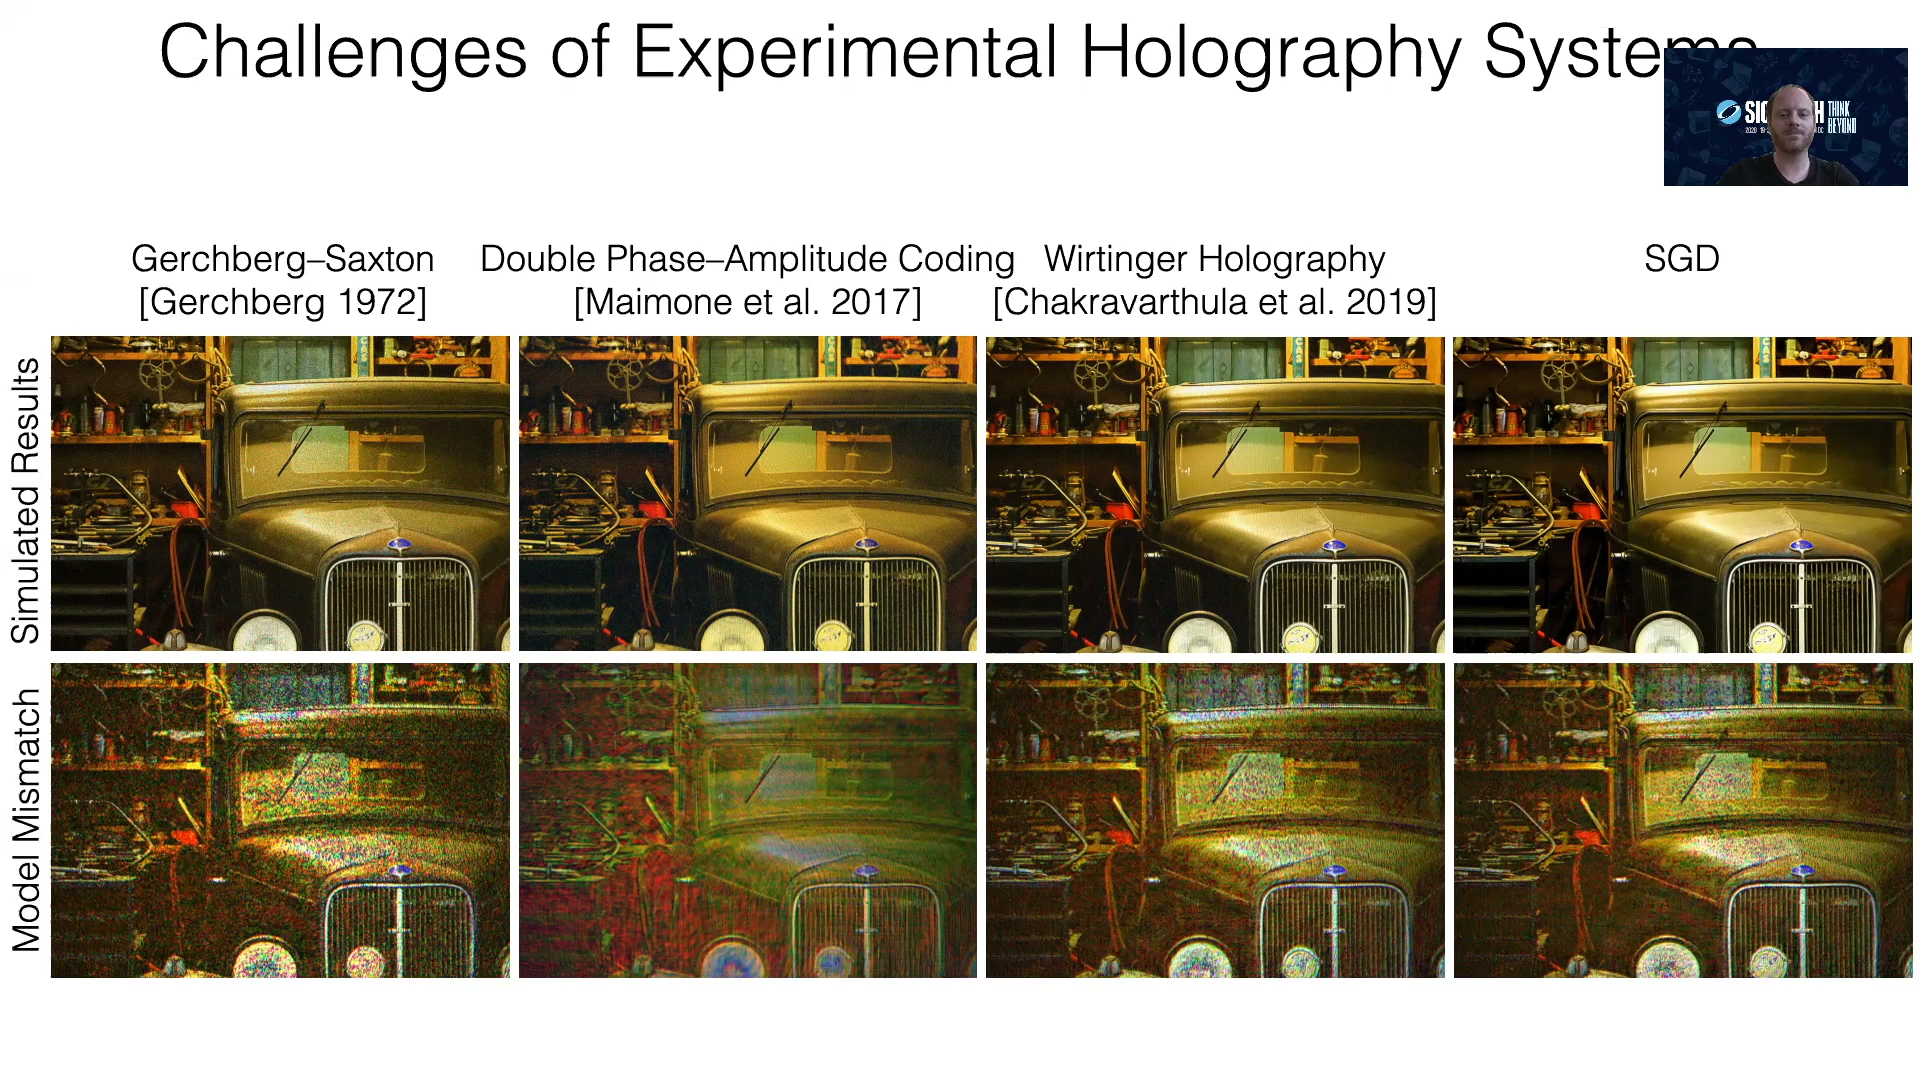 Challenges of Experimental Holography Systems
THINK
BEYOND
Gerchberg–Saxton
[Gerchberg 1972]
Double Phase–Amplitude Coding
[Maimone et al. 2017]
Wirtinger Holography
[Chakravarthula et al. 2019]
SGD
Simulated Results
Model Mismatch